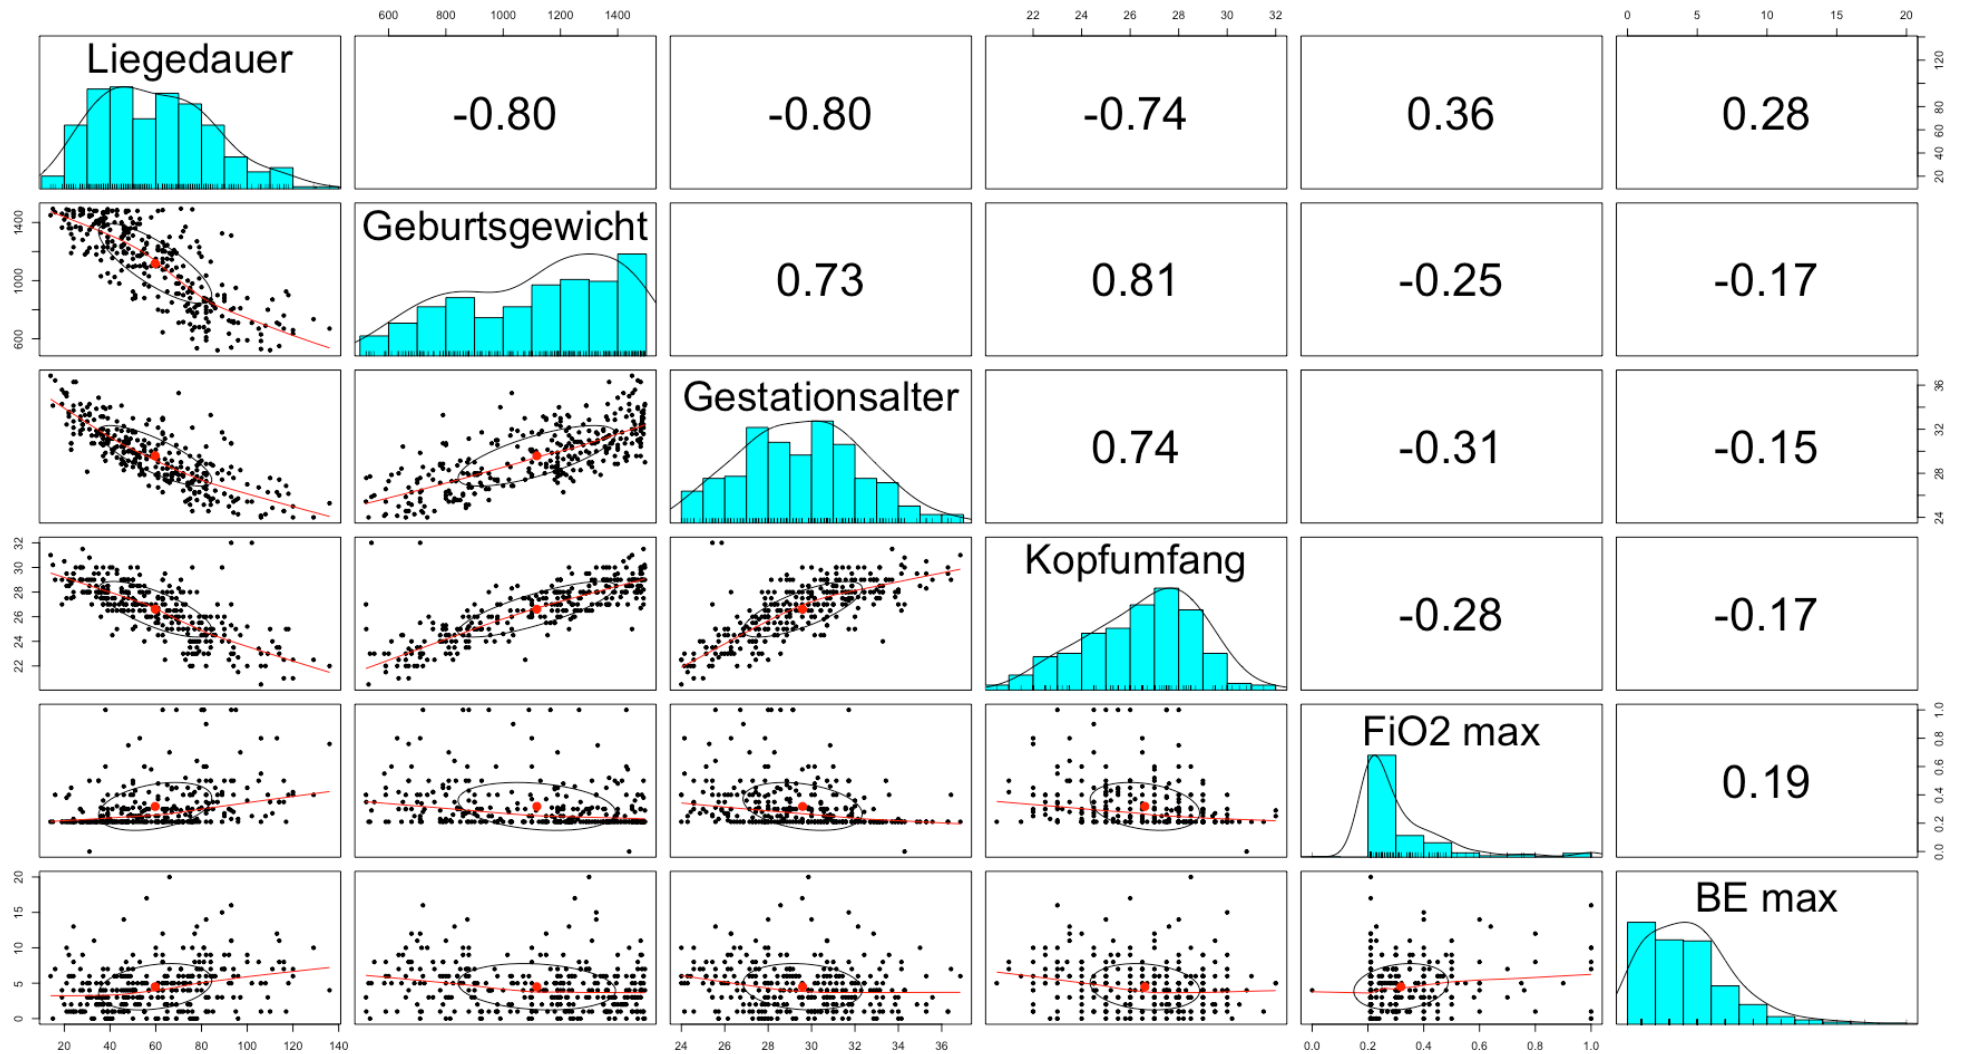 600 800 1000 1200 1400 22 24 26 28 30 32 0 5 10 15 20
Liegedauer -0.80 -0.80 -0.74 0.36 0.28 20 40 60 80 120
600 1000 1400 Geburtsgewicht 0.73 0.81 -0.25 -0.17
Gestationsalter 0.74 -0.31 -0.15 24 28 32 36
22 24 26 28 30 32 Kopfumfang -0.28 -0.17
FiO2 max 0.19 0.0 0.2 0.4 0.6 0.8 1.0
0 5 10 15 20 BE max
20 40 60 80 100 120 140 24 26 28 30 32 34 36 0.0 0.2 0.4 0.6 0.8 1.0